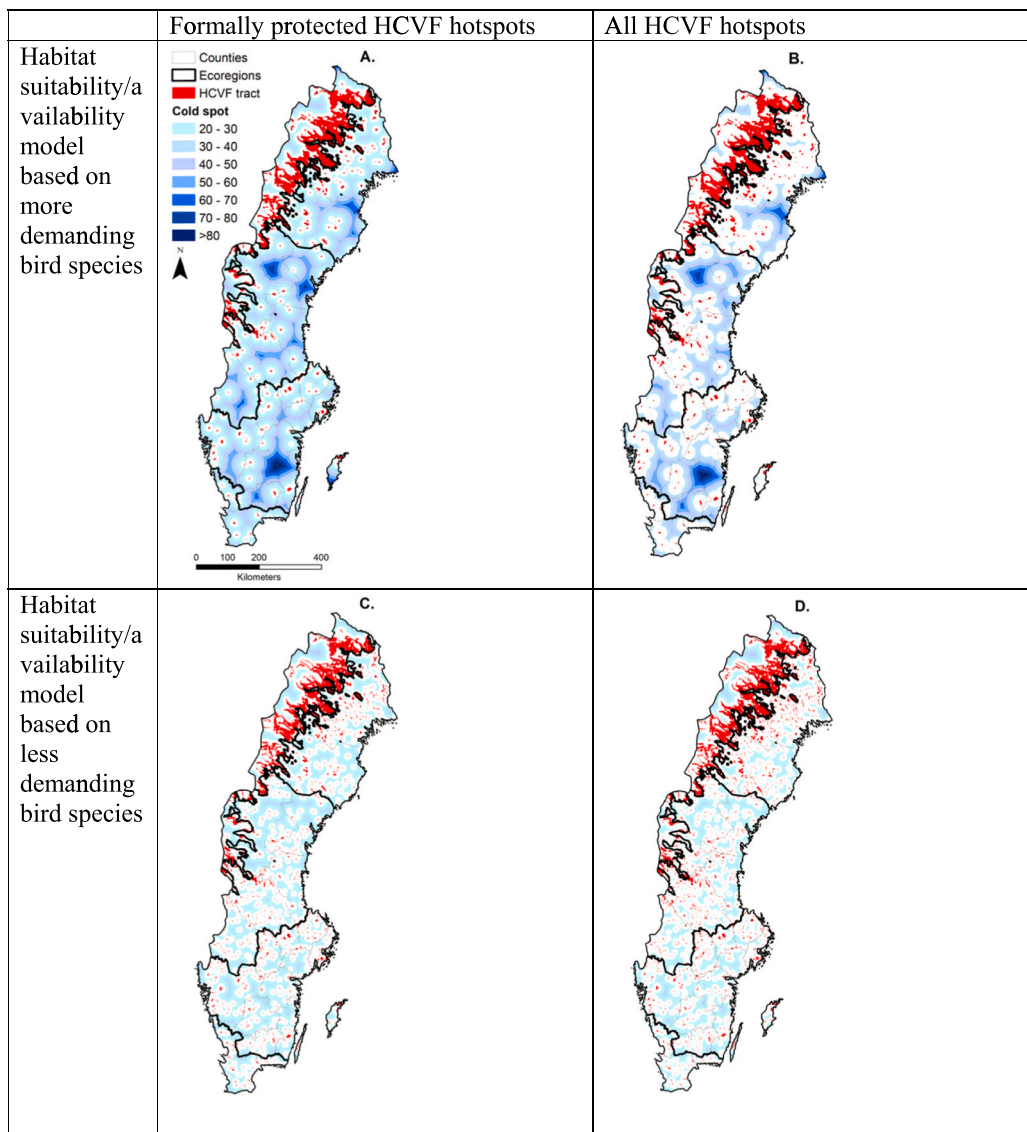 Formally protected HCVF hotspots
All HCVF hotspots
Habitat
suitability/a
vailability
model
based on
more
demanding
bird species
A.
Counties
Ecoregions
HCVF tract
Cold spot
20 - 30
30 - 40
40 - 50
50 - 60
60 - 70
70 - 80
>80
N
0 100 200 400
Kilometers
B.
Habitat
suitability/a
vailability
model
based on
less
demanding
bird species
C.
D.